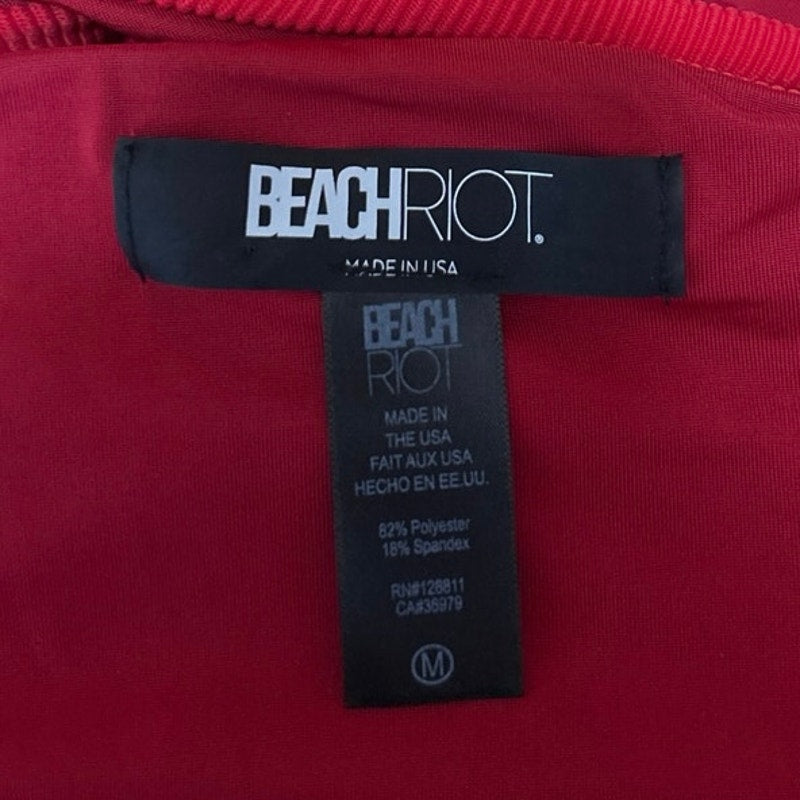 BEACHRIOT.
MADE IN USA
BEACH
RIOT
MADE IN
THE USA
FAIT AUX USA
HECHO EN EE.UU.
82% Polyester
18% Spandex
RN#128811
CA#36979
M